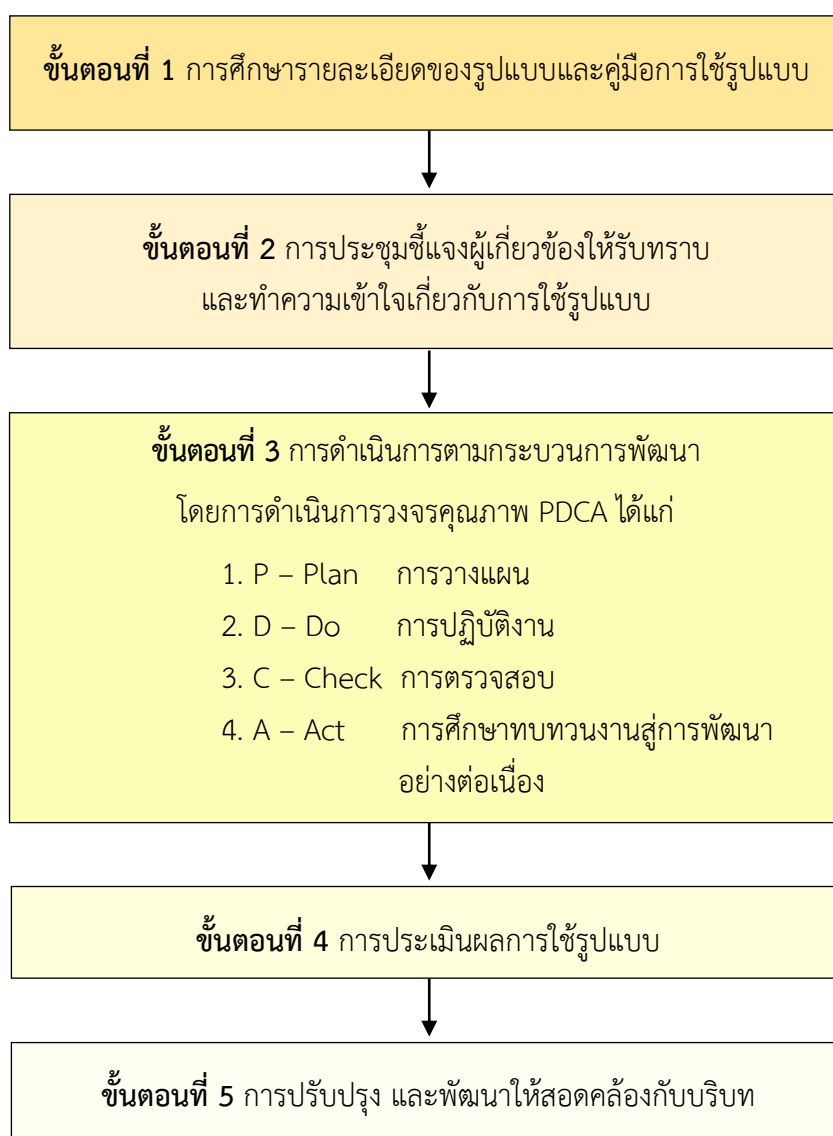 ขั้นตอนที่ 1 การศึกษารายละเอียดของรูปแบบและคู่มือการใช้รูปแบบ
ขั้นตอนที่ 2 การประชุมชี้แจงผู้เกี่ยวข้องให้รับทราบ
และทำความเข้าใจเกี่ยวกับการใช้รูปแบบ
ขั้นตอนที่ 3 การดำเนินการตามกระบวนการพัฒนา
โดยการดำเนินการวงจรคุณภาพ PDCA ได้แก่
1. P – Plan การวางแผน
2. D – Do การปฏิบัติงาน
3. C – Check การตรวจสอบ
4. A – Act การศึกษาทบทวนงานสู่การพัฒนา
อย่างต่อเนื่อง
ขั้นตอนที่ 4 การประเมินผลการใช้รูปแบบ
ขั้นตอนที่ 5 การปรับปรุง และพัฒนาให้สอดคล้องกับบริบท